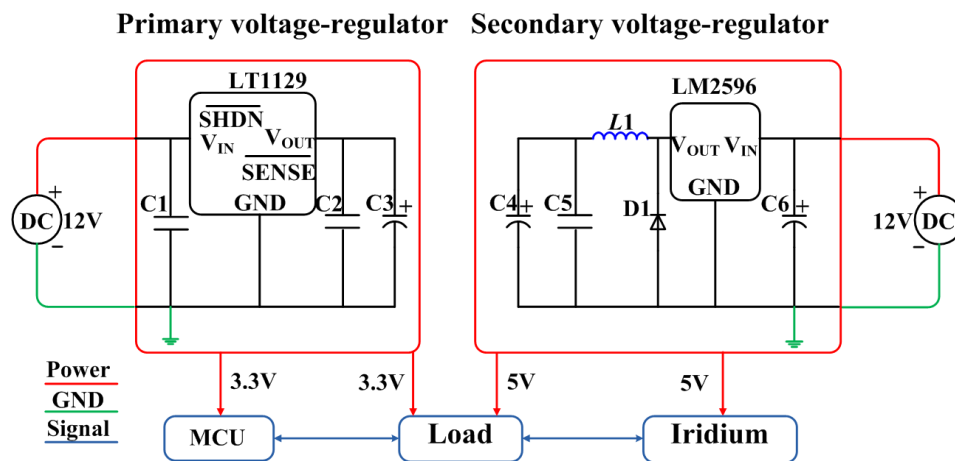 Primary voltage-regulator
Secondary voltage-regulator
LT1129
SHDN
VIN
VOUT
SENSE
GND
C1
C2
C3
+
DC
12V
+
−
LM2596
L1
VOUT
VIN
GND
C4
+
C5
D1
C6
+
12V
DC
+
−
Power
GND
Signal
3.3V
3.3V
5V
5V
MCU
Load
Iridium